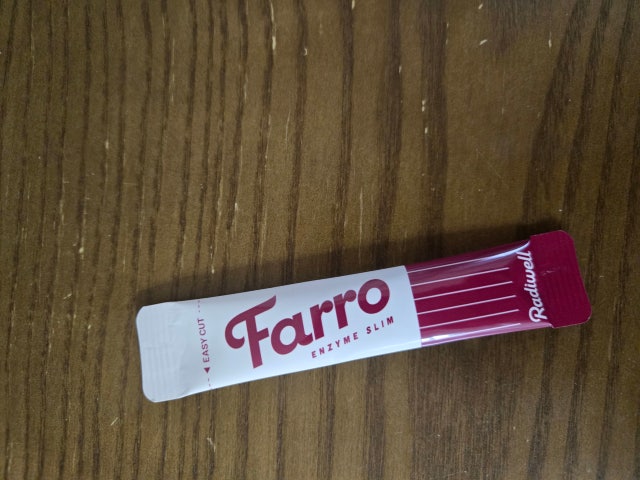 EASY CUT
Farro
ENZYME SLIM
Radiwell